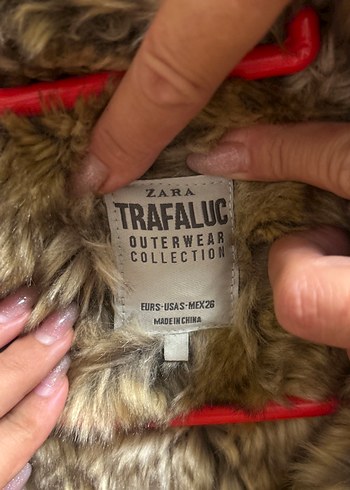 ZARA
TRAFALUC
OUTERWEAR
COLLECTION
EURS-USAS-MEX26
MADE IN CHINA